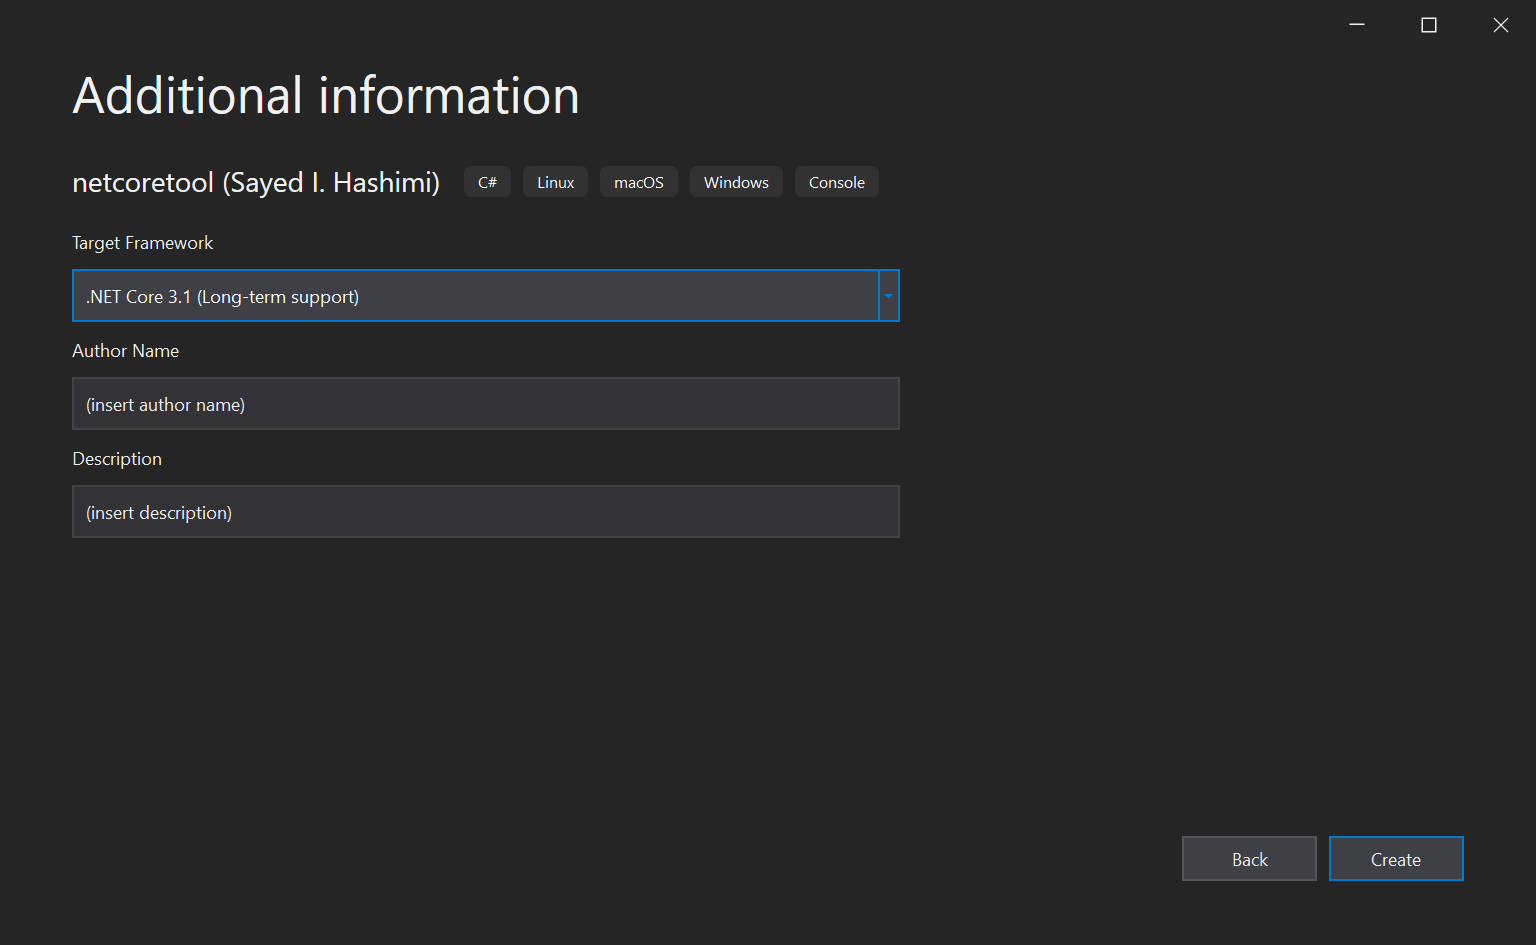 Additional information
netcoretool (Sayed I. Hashimi) C# Linux macOS Windows Console
Target Framework
.NET Core 3.1 (Long-term support)
Author Name
(insert author name)
Description
(insert description)
Back Create